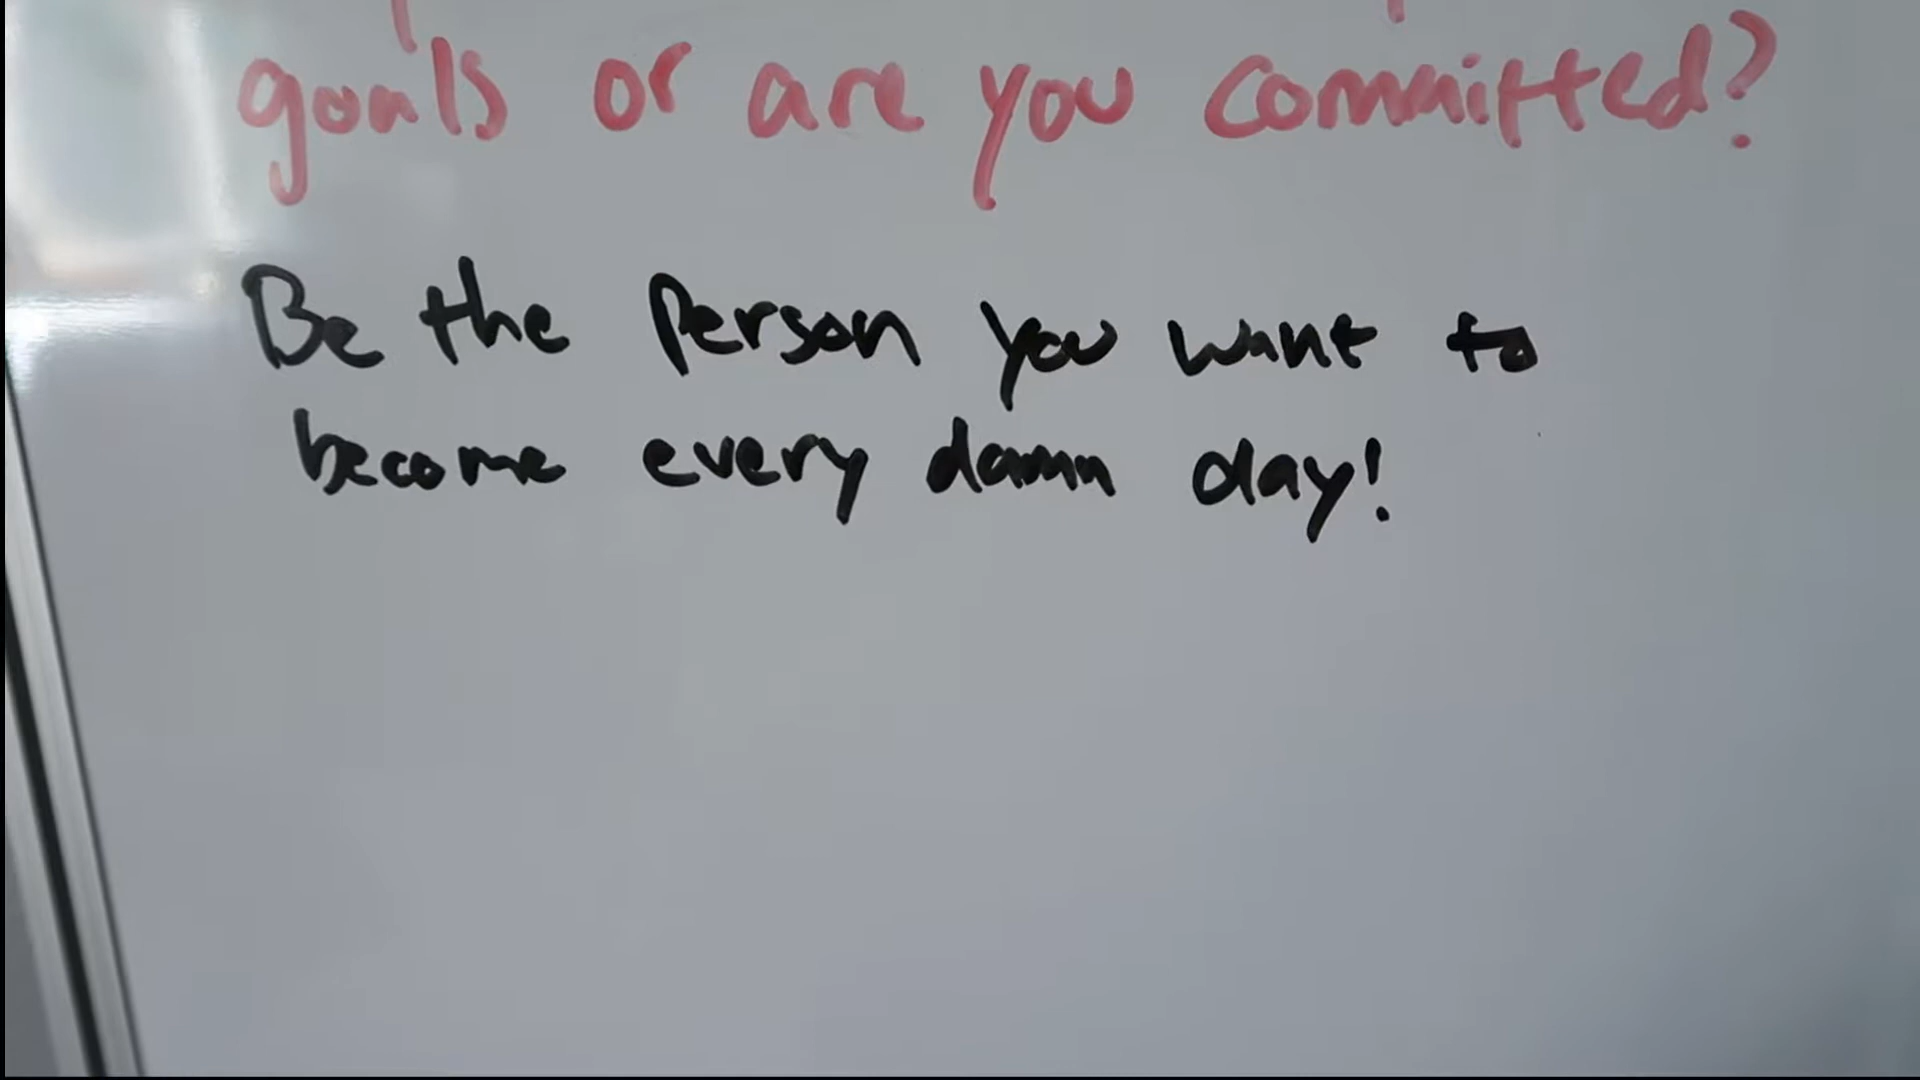 goals or are you committed?
Be the Person you want to
become every damn day!